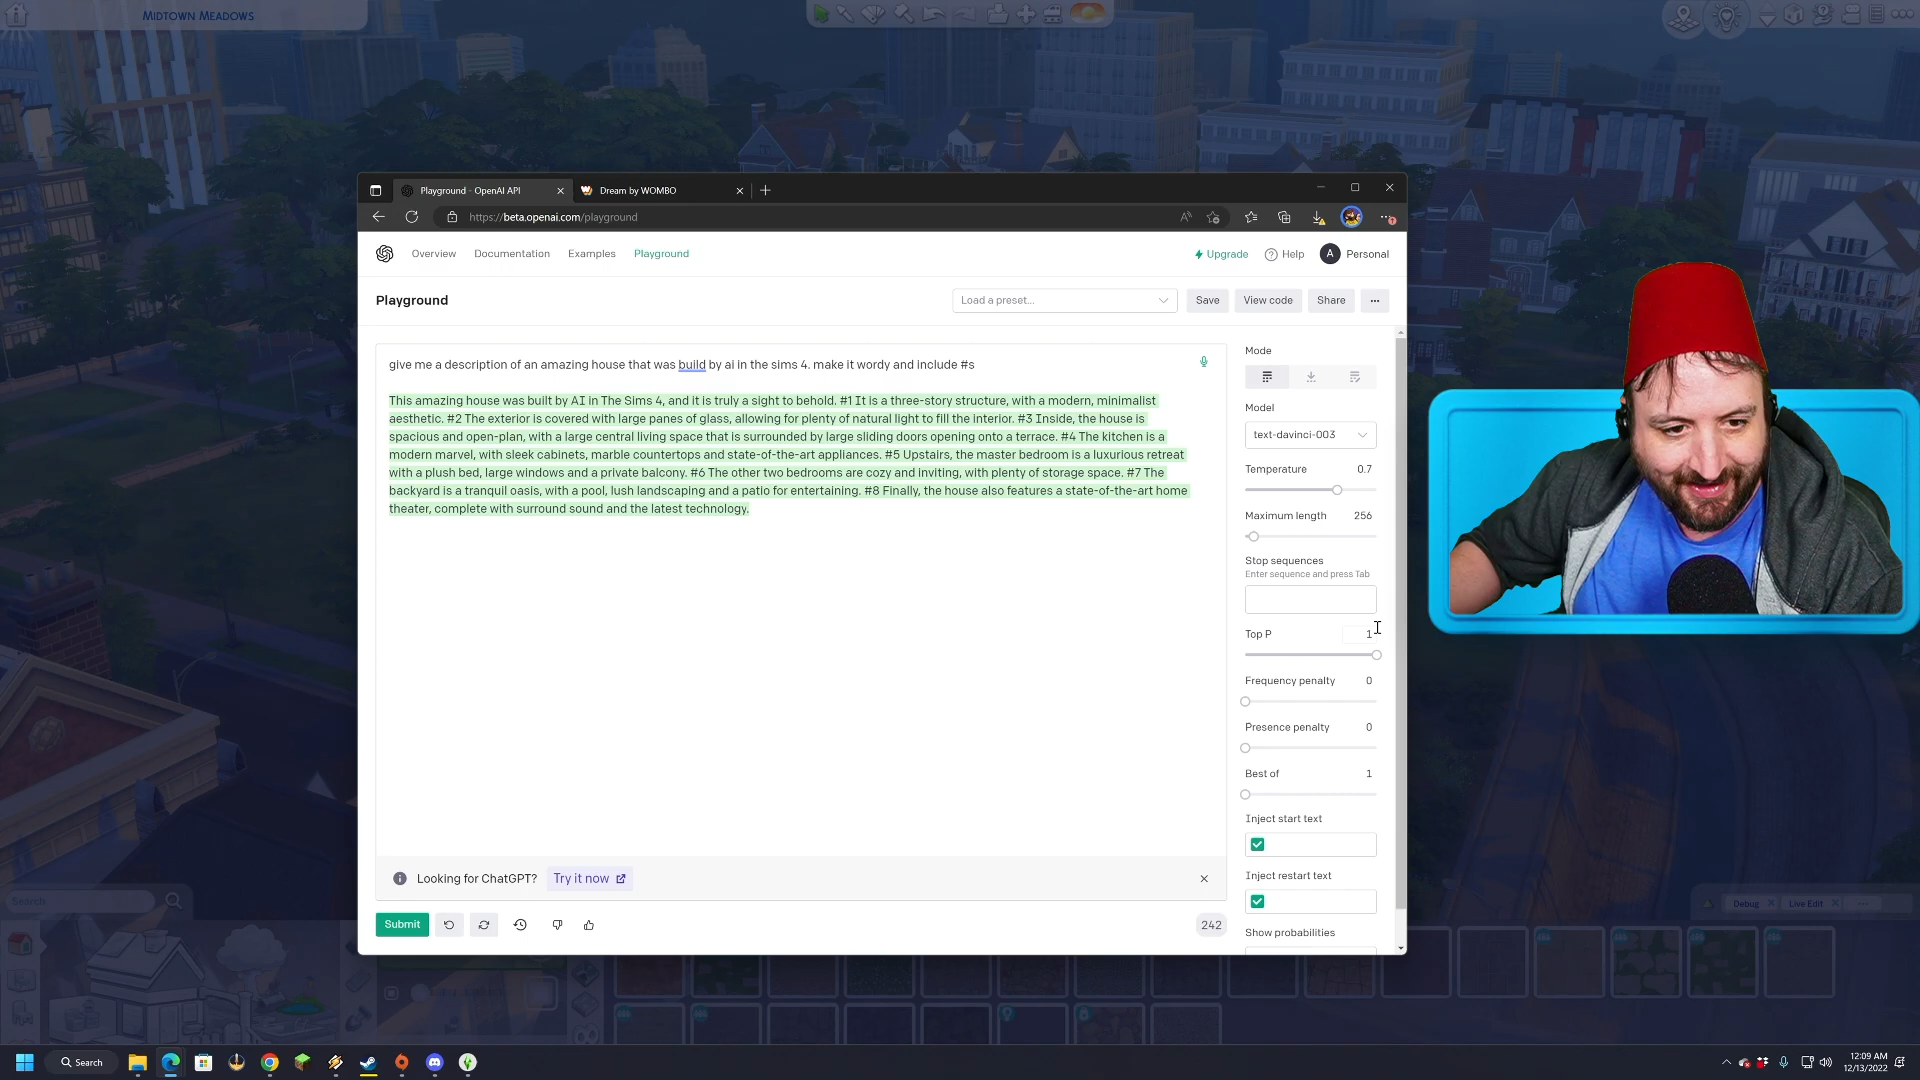 MIDTOWN MEADOWS
Playground - OpenAI API
Dream by WOMBO
https://beta.openai.com/playground
Overview
Documentation
Examples
Playground
Upgrade
Help
A
Personal
Playground
Load a preset...
Save
View code
Share
give me a description of an amazing house that was build by ai in the sims 4. make it wordy and include #s
This amazing house was built by AI in The Sims 4, and it is truly a sight to behold. #1 It is a three-story structure, with a modern, minimalist
aesthetic. #2 The exterior is covered with large panes of glass, allowing for plenty of natural light to fill the interior. #3 Inside, the house is
spacious and open-plan, with a large central living space that is surrounded by large sliding doors opening onto a terrace. #4 The kitchen is a
modern marvel, with sleek cabinets, marble countertops and state-of-the-art appliances. #5 Upstairs, the master bedroom is a luxurious retreat
with a plush bed, large windows and a private balcony. #6 The other two bedrooms are cozy and inviting, with plenty of storage space. #7 The
backyard is a tranquil oasis, with a pool, lush landscaping and a patio for entertaining. #8 Finally, the house also features a state-of-the-art home
theater, complete with surround sound and the latest technology.
Mode
Model
text-davinci-003
Temperature 0.7
Maximum length 256
Stop sequences
Enter sequence and press Tab
Top P 1
Frequency penalty 0
Presence penalty 0
Best of 1
Inject start text
Inject restart text
Show probabilities
Looking for ChatGPT? Try it now
Submit
242
Search
Debug
Live Edit
Search
12:09 AM
12/13/2022